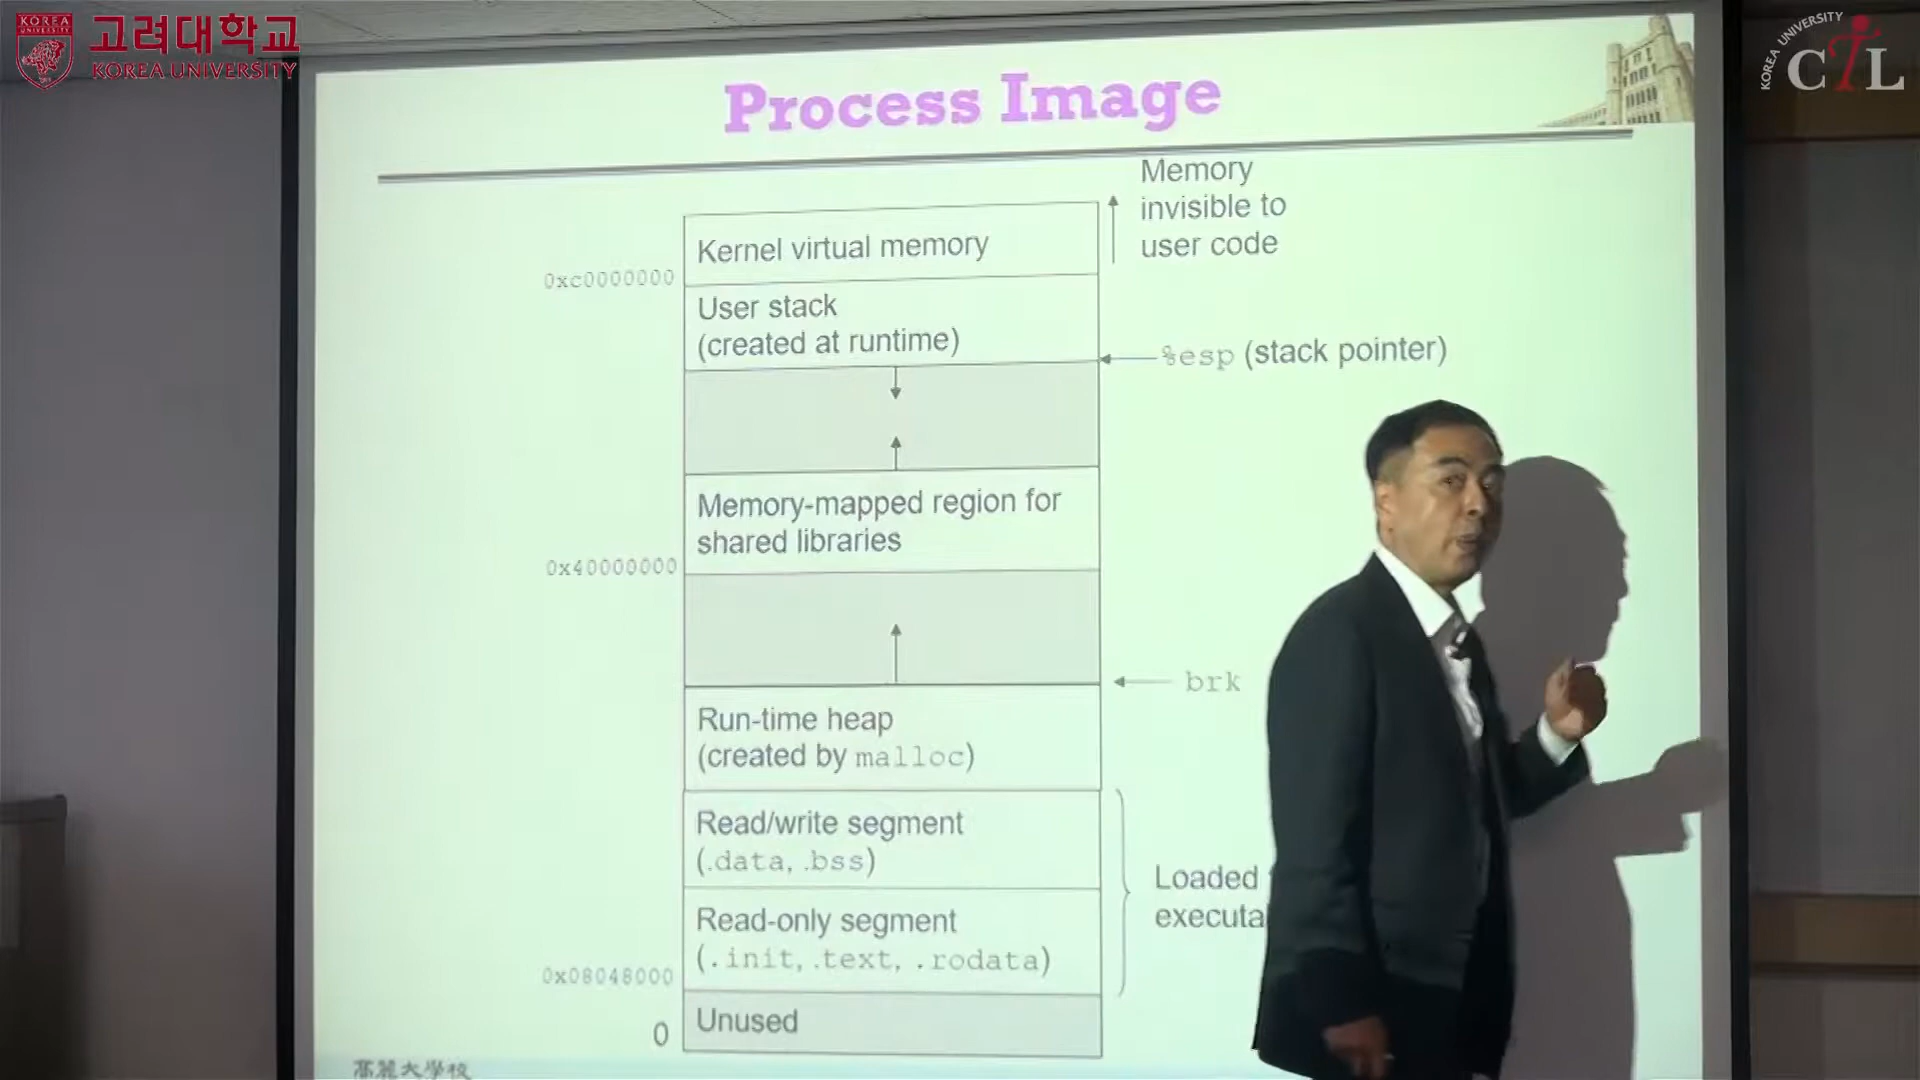 KOREA
UNIVERSITY
고려대학교
KOREA UNIVERSITY
KOREA UNIVERSITY
CTL
Process Image
Memory
invisible to
user code
Kernel virtual memory
0xc0000000
User stack
(created at runtime)
%esp (stack pointer)
Memory-mapped region for
shared libraries
0x40000000
brk
Run-time heap
(created by malloc)
Read/write segment
(.data, .bss)
Loaded
executa
Read-only segment
(.init, .text, .rodata)
0x08048000
Unused
0
高麗大學校